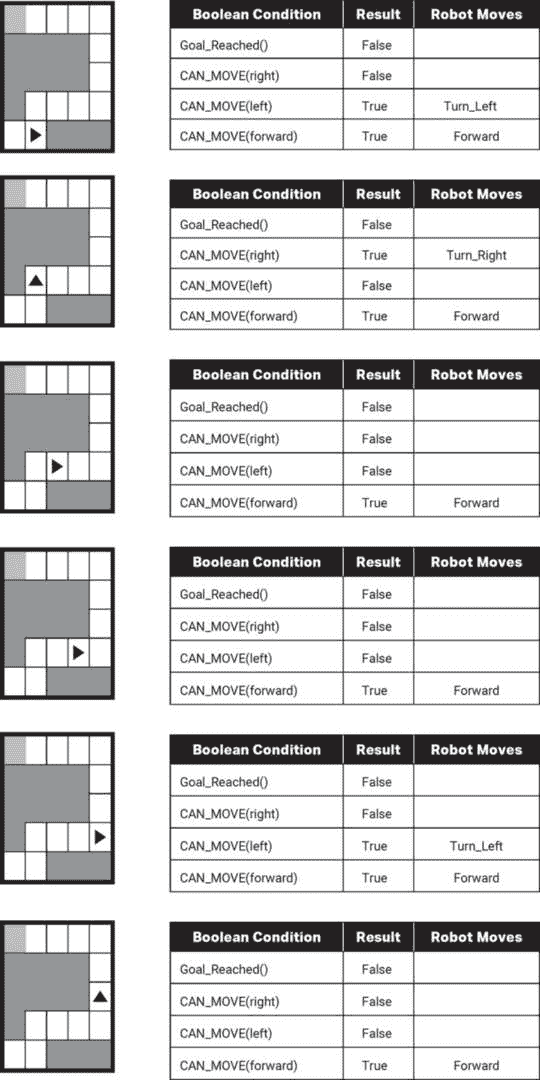 Boolean Condition Result Robot Moves
Goal_Reached() False
CAN_MOVE(right) False
CAN_MOVE(left) True Turn_Left
CAN_MOVE(forward) True Forward
Boolean Condition Result Robot Moves
Goal_Reached() False
CAN_MOVE(right) True Turn_Right
CAN_MOVE(left) False
CAN_MOVE(forward) True Forward
Boolean Condition Result Robot Moves
Goal_Reached() False
CAN_MOVE(right) False
CAN_MOVE(left) False
CAN_MOVE(forward) True Forward
Boolean Condition Result Robot Moves
Goal_Reached() False
CAN_MOVE(right) False
CAN_MOVE(left) False
CAN_MOVE(forward) True Forward
Boolean Condition Result Robot Moves
Goal_Reached() False
CAN_MOVE(right) False
CAN_MOVE(left) True Turn_Left
CAN_MOVE(forward) True Forward
Boolean Condition Result Robot Moves
Goal_Reached() False
CAN_MOVE(right) False
CAN_MOVE(left) False
CAN_MOVE(forward) True Forward